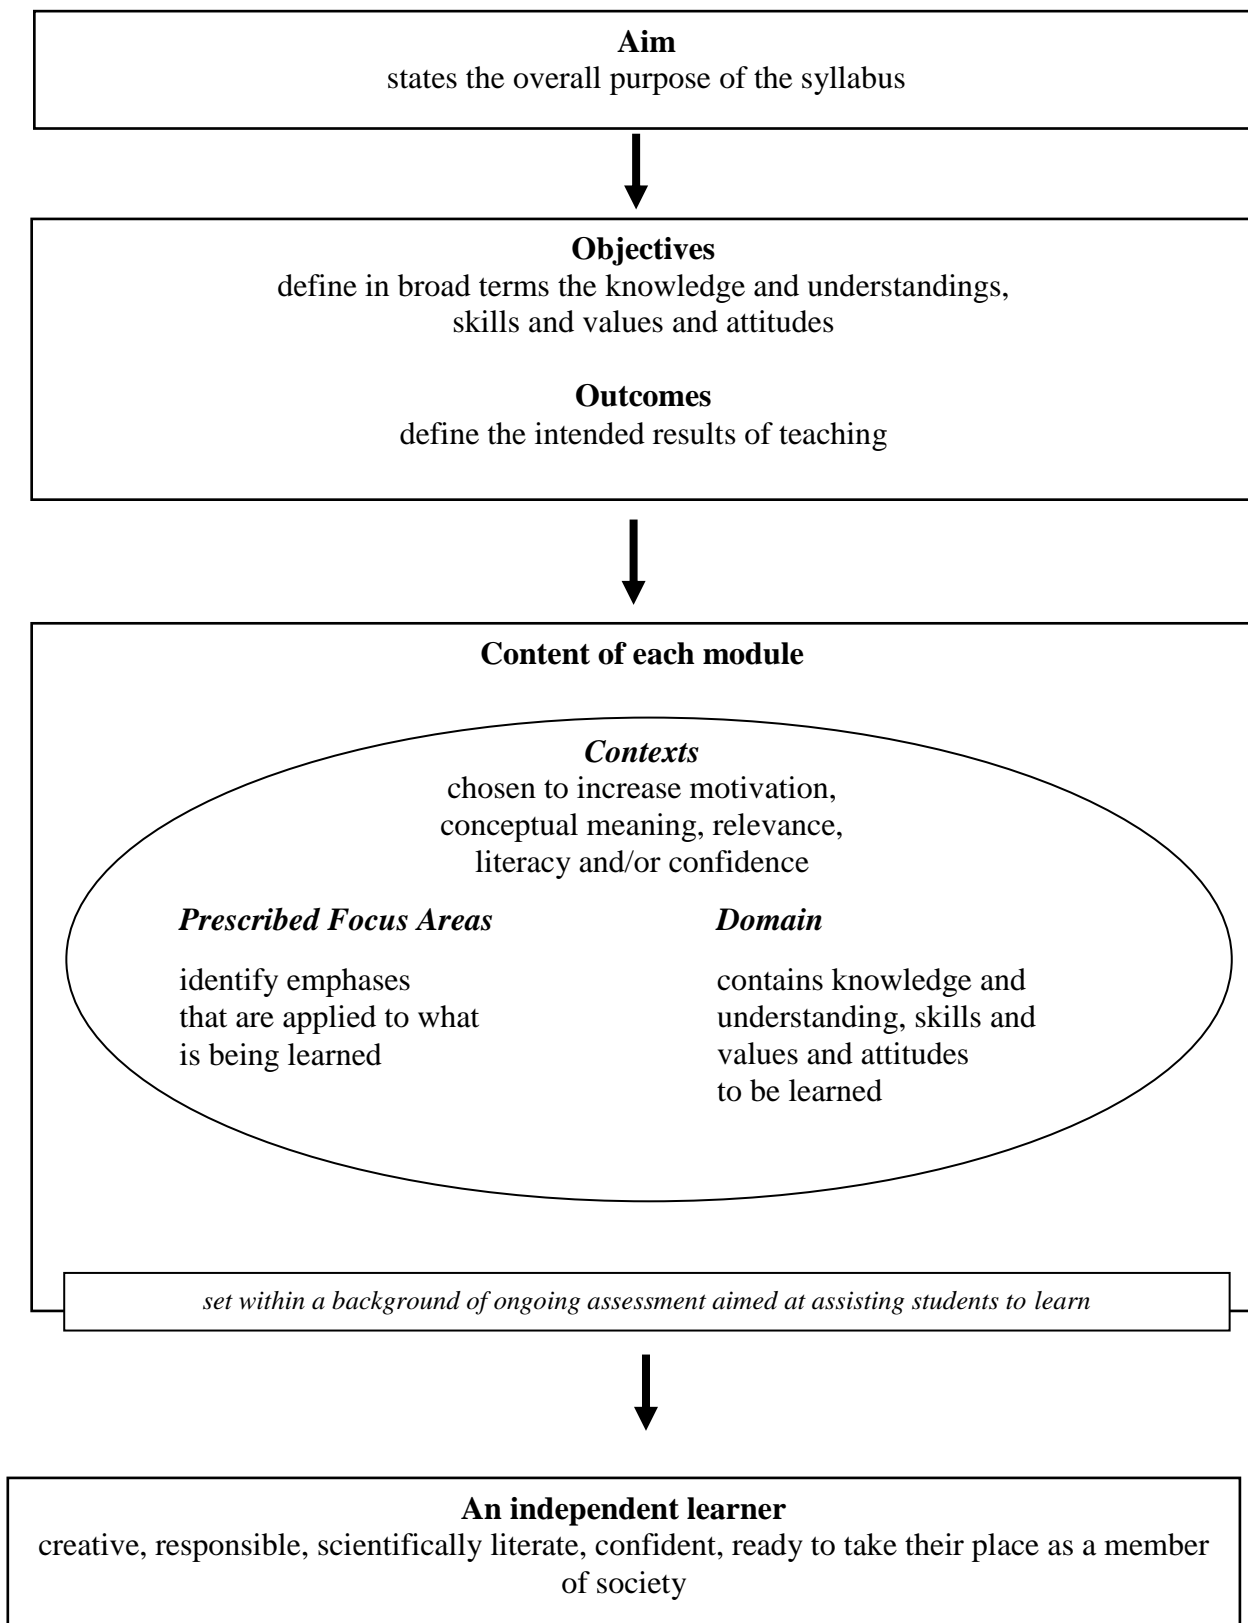 Aim
states the overall purpose of the syllabus
Objectives
define in broad terms the knowledge and understandings,
skills and values and attitudes
Outcomes
define the intended results of teaching
Content of each module
Contexts
chosen to increase motivation,
conceptual meaning, relevance,
literacy and/or confidence
Prescribed Focus Areas
identify emphases
that are applied to what
is being learned
Domain
contains knowledge and
understanding, skills and
values and attitudes
to be learned
set within a background of ongoing assessment aimed at assisting students to learn
An independent learner
creative, responsible, scientifically literate, confident, ready to take their place as a member
of society